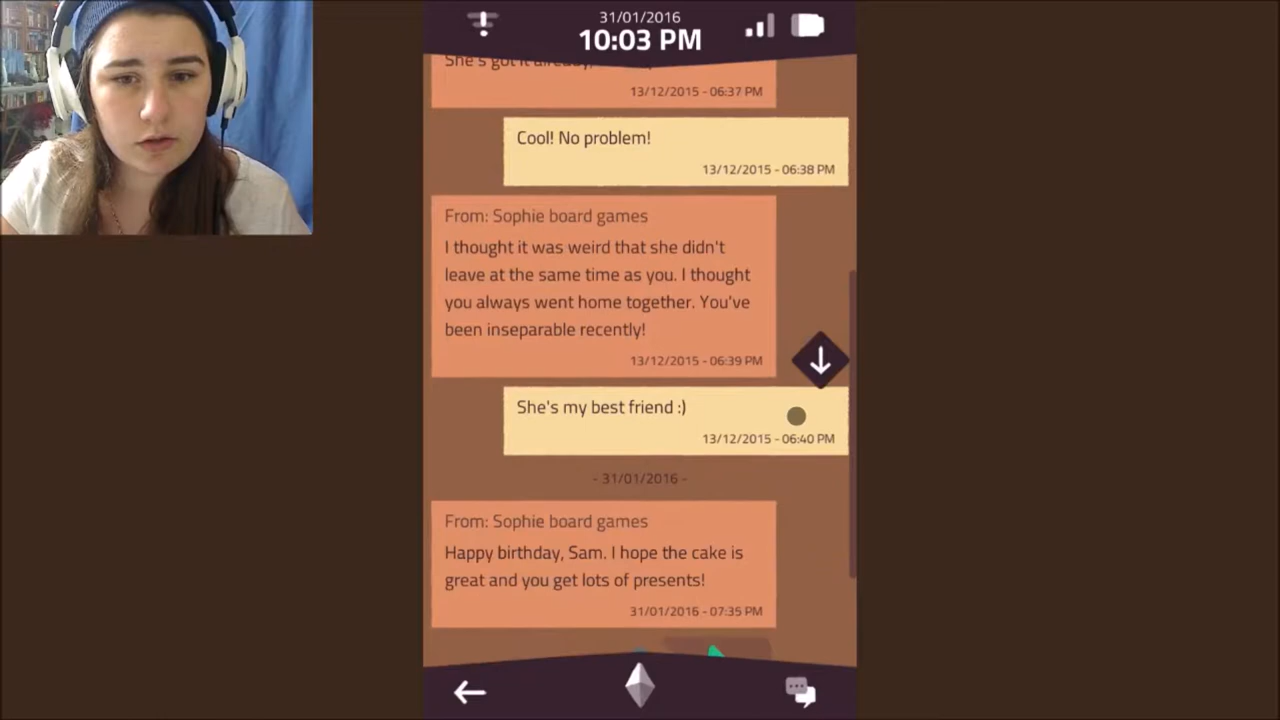 31/01/2016
10:03 PM
She's got it
13/12/2015 - 06:37 PM
Cool! No problem!
13/12/2015 - 06:38 PM
From: Sophie board games
I thought it was weird that she didn't
leave at the same time as you. I thought
you always went home together. You've
been inseparable recently!
13/12/2015 - 06:39 PM
She's my best friend :)
13/12/2015 - 06:40 PM
- 31/01/2016 -
From: Sophie board games
Happy birthday, Sam. I hope the cake is
great and you get lots of presents!
31/01/2016 - 07:35 PM